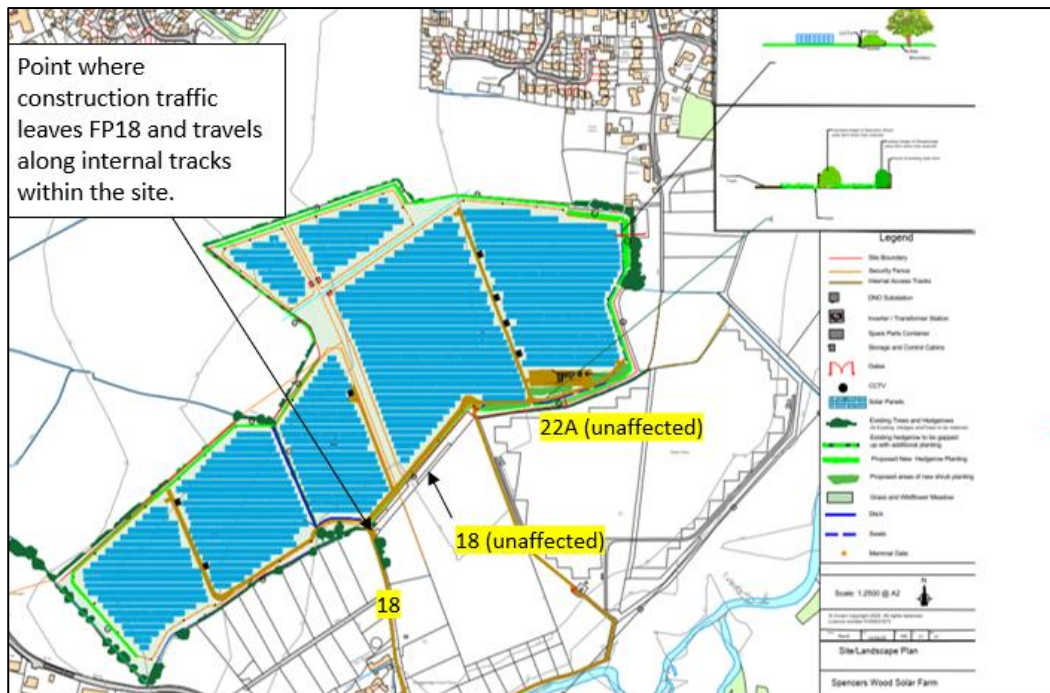 Point where
construction traffic
leaves FP18 and travels
along internal tracks
within the site.
22A (unaffected)
18 (unaffected)
18
CCTV
Legend
Site Boundary
Security Fence
Internal Access Tracks
DNO Substation
Inverter / Transformer Station
Spare Parts Container
Storage and Control Cabins
Gates
CCTV
Solar Panels
Existing Trees and Hedgerows
Existing hedgerow to be gapped
up with additional planting
Proposed New Hedgerow Planting
Proposed areas of new shrub planting
Grass and Wildflower Meadow
Ditch
Swale
Mammal Gate
N
Scale: 1:2500 @ A2
Site/Landscape Plan
Spencers Wood Solar Farm